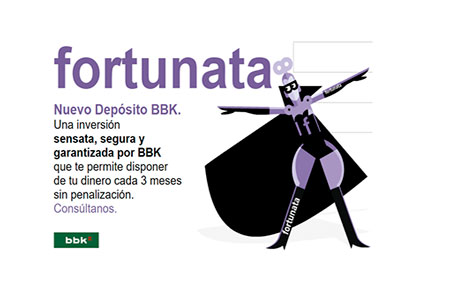 fortunata
Nuevo Depósito BBK.
Una inversión
sensata, segura y
garantizada por BBK
que te permite disponer
de tu dinero cada 3 meses
sin penalización.
Consúltanos.
bbk
f
fortunata